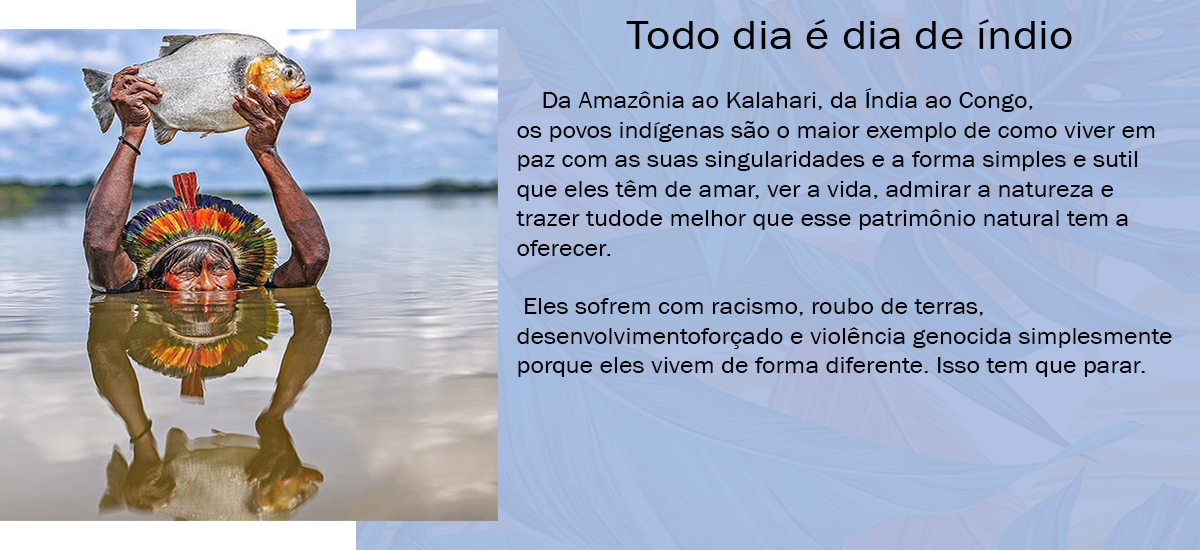 Todo dia é dia de índio
Da Amazônia ao Kalahari, da Índia ao Congo,
os povos indígenas são o maior exemplo de como viver em
paz com as suas singularidades e a forma simples e sutil
que eles têm de amar, ver a vida, admirar a natureza e
trazer tudode melhor que esse patrimônio natural tem a
oferecer.
Eles sofrem com racismo, roubo de terras,
desenvolvimentoforçado e violência genocida simplesmente
porque eles vivem de forma diferente. Isso tem que parar.